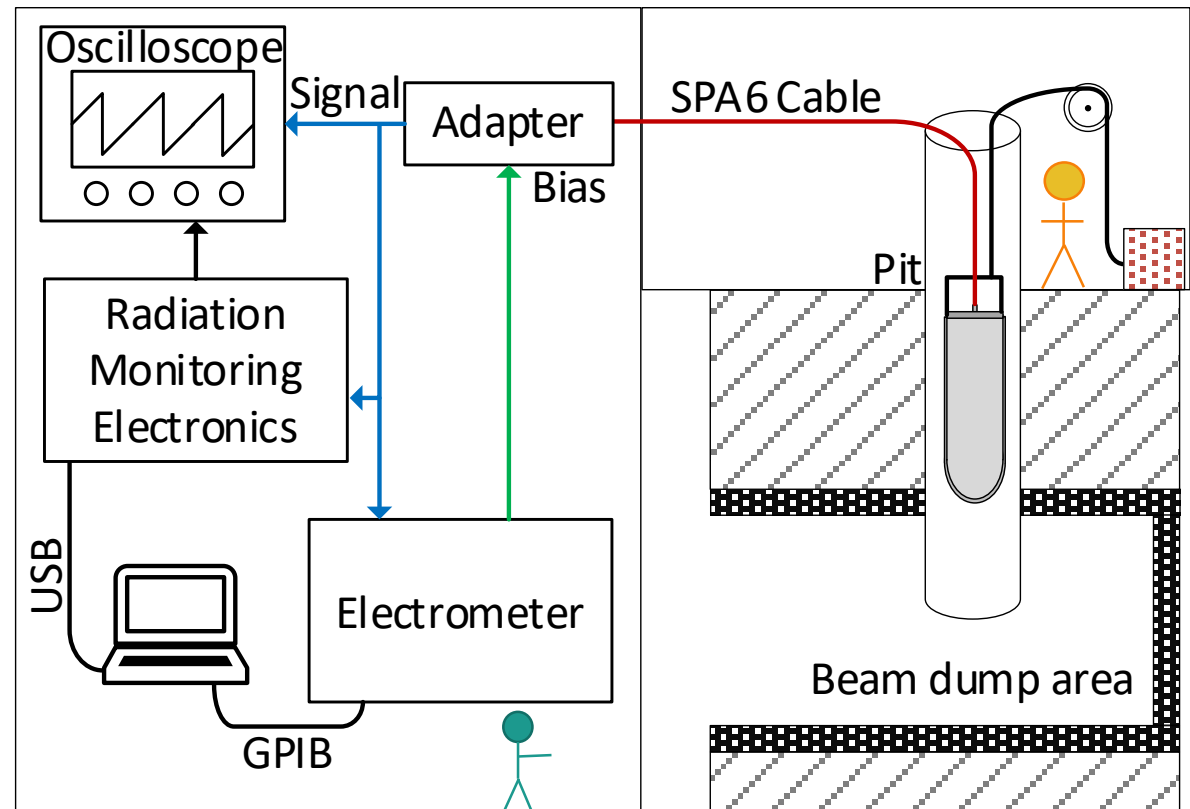 Oscilloscope
Signal
Adapter
SPA6 Cable
Bias
Pit
Radiation
Monitoring
Electronics
USB
Electrometer
GPIB
Beam dump area